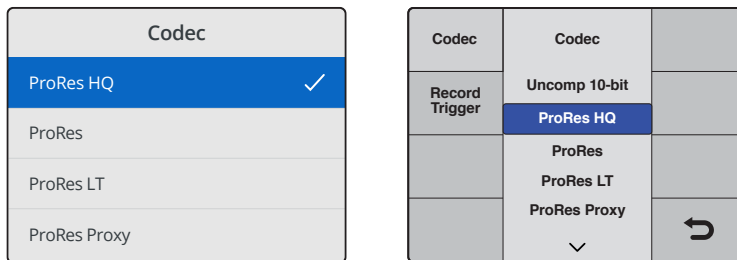 Codec
ProRes HQ
ProRes
ProRes LT
ProRes Proxy
Codec
Record
Trigger
Codec
Uncomp 10-bit
ProRes HQ
ProRes
ProRes LT
ProRes Proxy